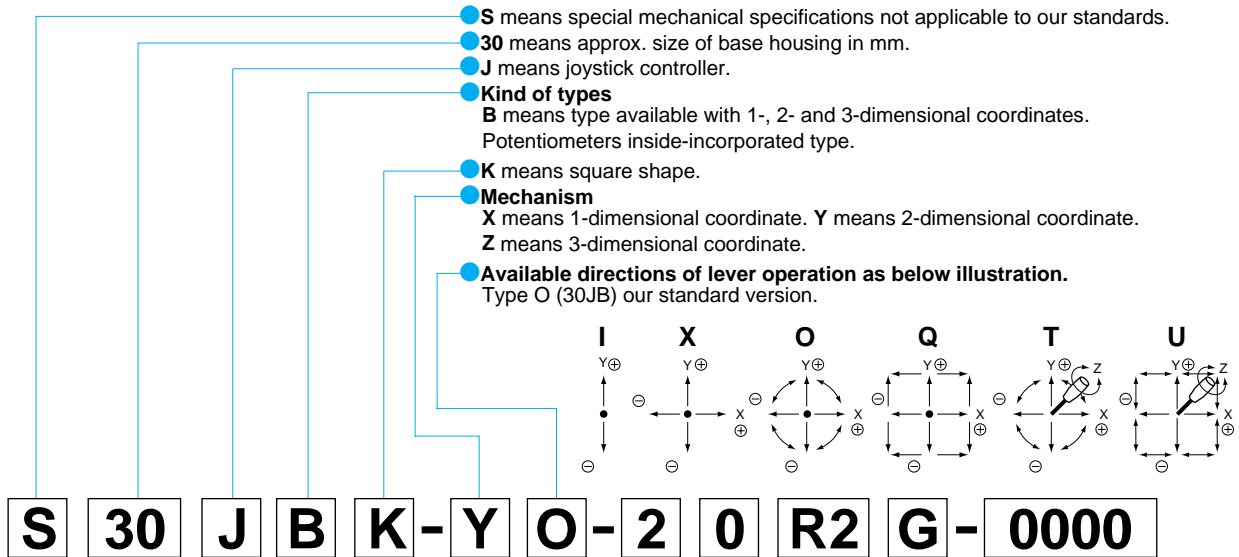 S means special mechanical specifications not applicable to our standards.
30 means approx. size of base housing in mm.
J means joystick controller.
Kind of types
B means type available with 1-, 2- and 3-dimensional coordinates.
Potentiometers inside-incorporated type.
K means square shape.
Mechanism
X means 1-dimensional coordinate. Y means 2-dimensional coordinate.
Z means 3-dimensional coordinate.
Available directions of lever operation as below illustration.
Type O (30JB) our standard version.
I X O Q T U
Y⊕ Y⊕ Y⊕ Y⊕ Y⊕ Z Y⊕ Z
⊖ ⊖ ⊖ ⊖ ⊖
X X X X X
⊕ ⊕ ⊕ ⊕ ⊕
⊖ ⊖ ⊖ ⊖ ⊖ ⊖
S 30 J B K-Y O-2 0 R2 G-0000